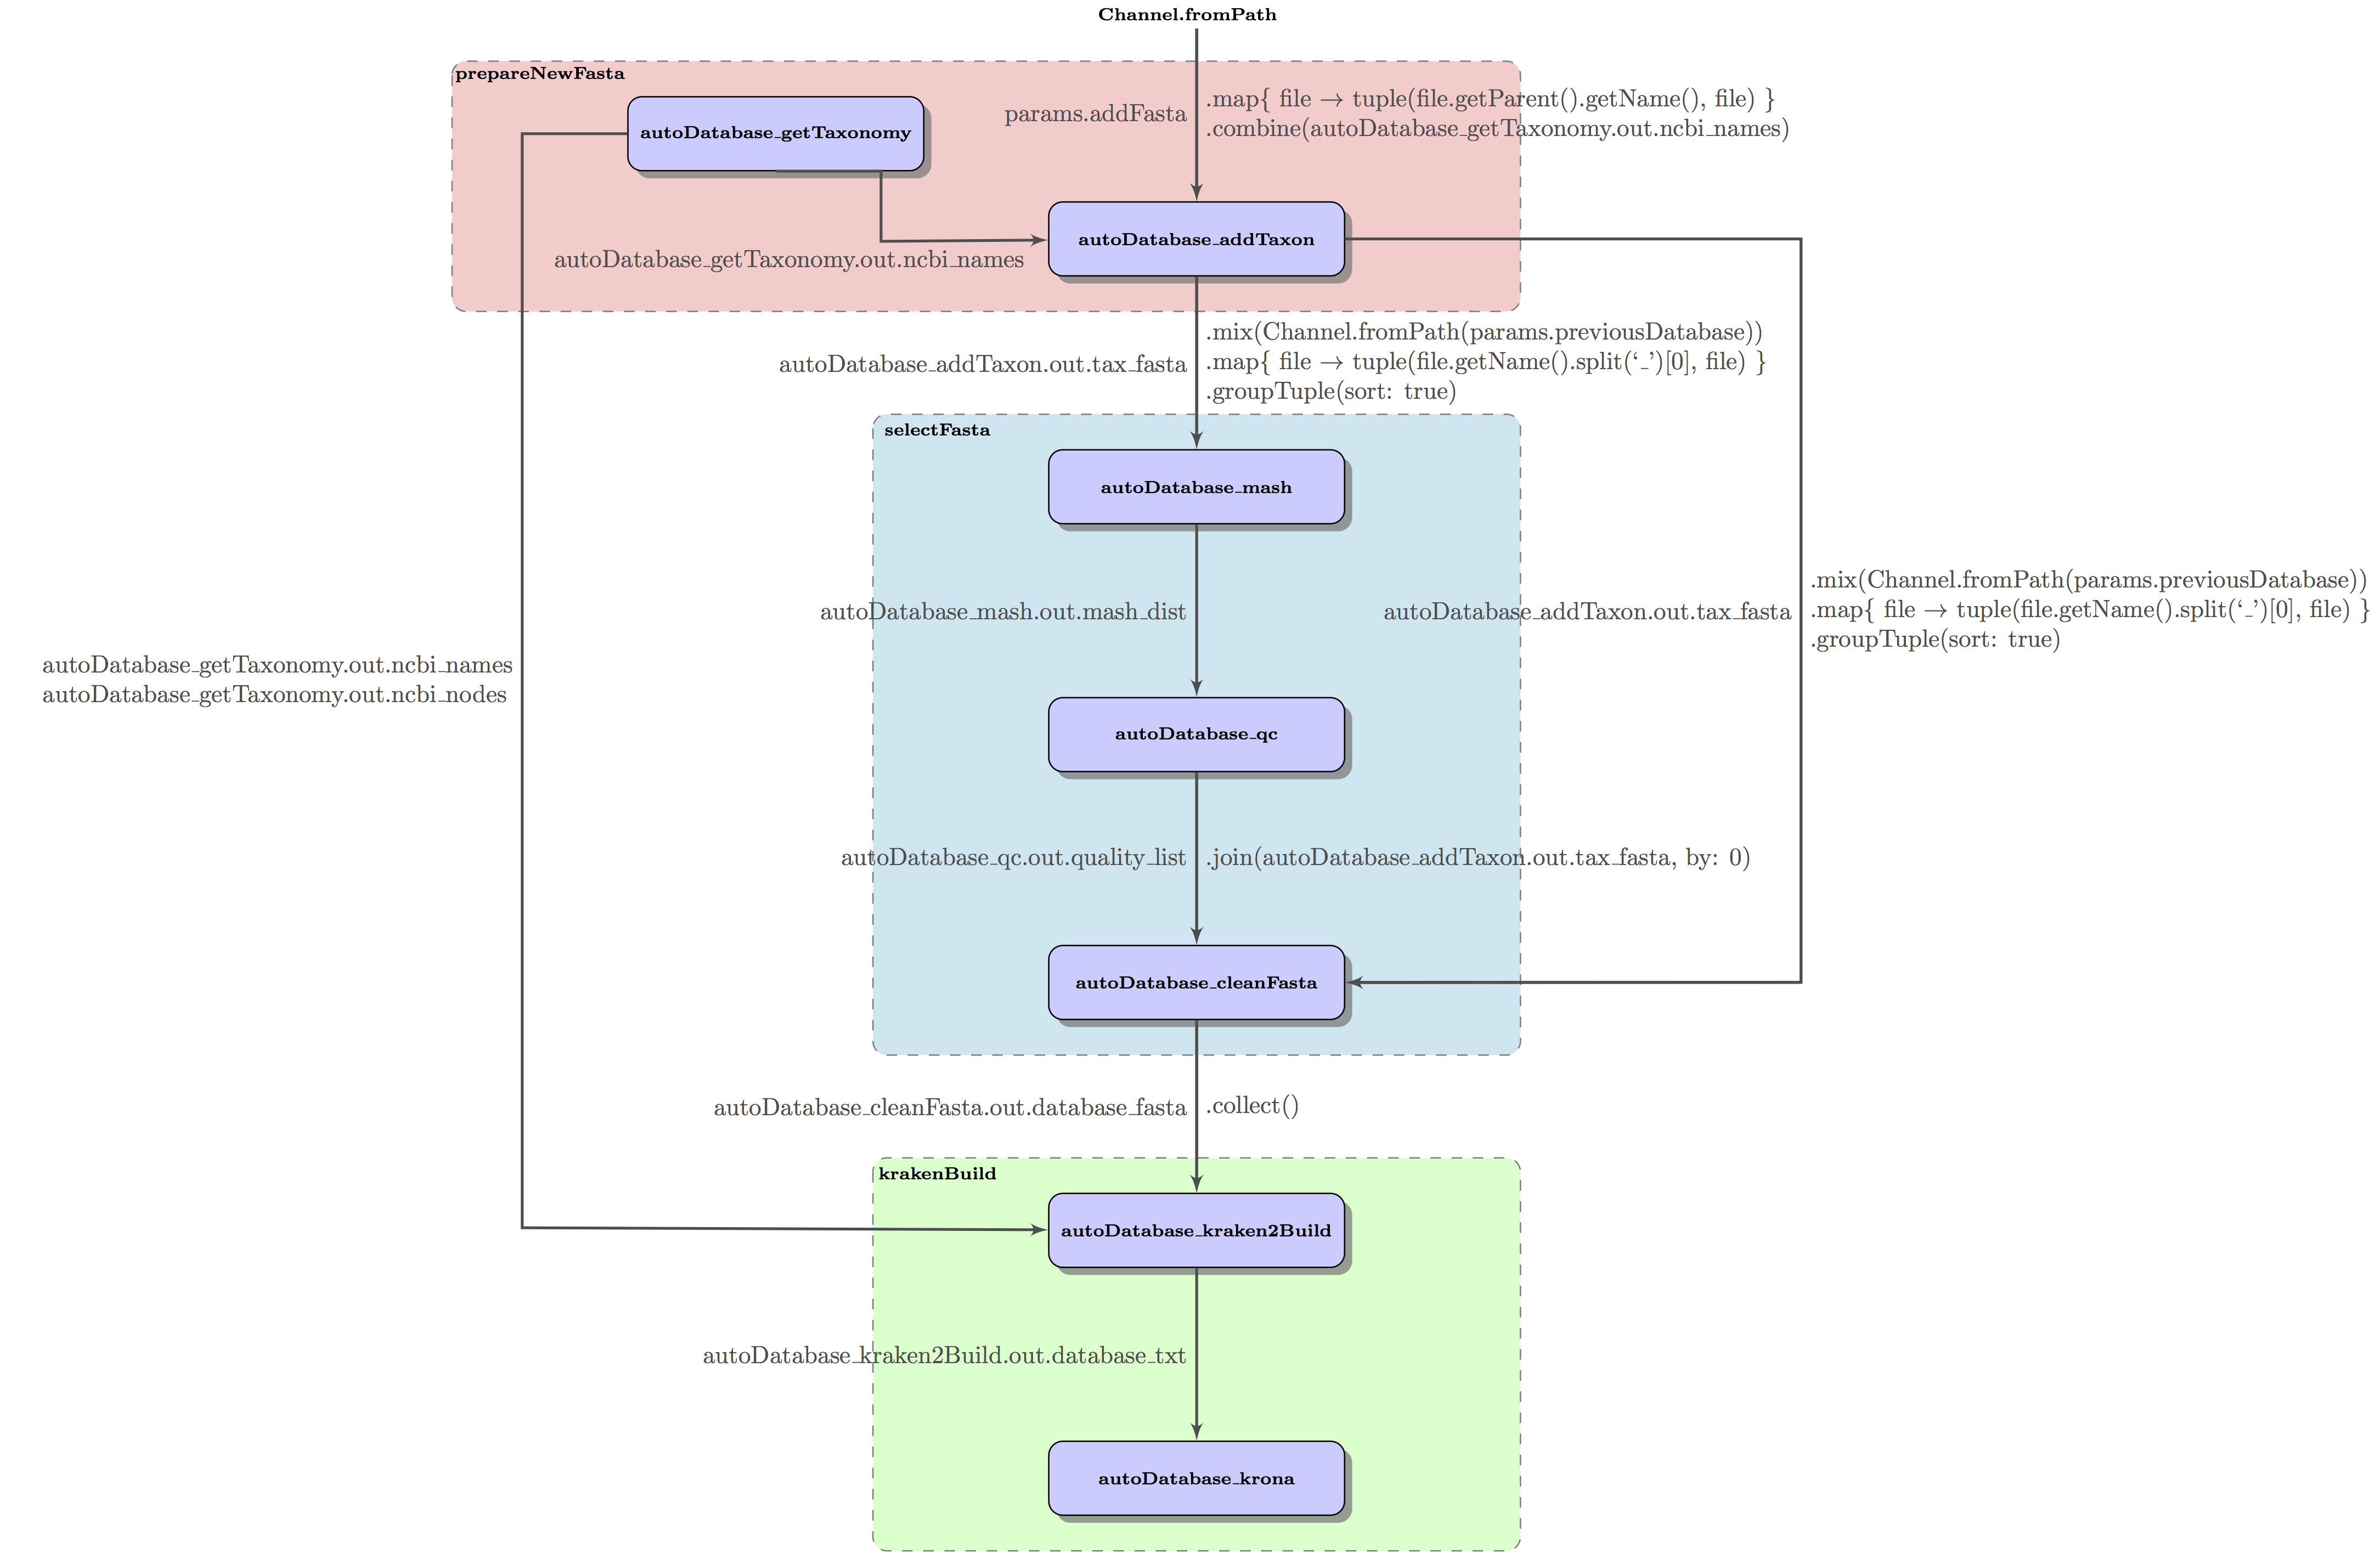 Channel.fromPath
prepareNewFasta
autoDatabase_getTaxonomy
params.addFasta
.map{ file → tuple(file.getParent().getName(), file) }
.combine(autoDatabase_getTaxonomy.out.ncbi_names)
autoDatabase_addTaxon
autoDatabase_getTaxonomy.out.ncbi_names
autoDatabase_addTaxon.out.tax_fasta
.mix(Channel.fromPath(params.previousDatabase))
.map{ file → tuple(file.getName().split(‘_’)[0], file) }
.groupTuple(sort: true)
selectFasta
autoDatabase_mash
autoDatabase_mash.out.mash_dist
autoDatabase_addTaxon.out.tax_fasta
.mix(Channel.fromPath(params.previousDatabase))
.map{ file → tuple(file.getName().split(‘_’)[0], file) }
.groupTuple(sort: true)
autoDatabase_getTaxonomy.out.ncbi_names
autoDatabase_getTaxonomy.out.ncbi_nodes
autoDatabase_qc
autoDatabase_qc.out.quality_list
.join(autoDatabase_addTaxon.out.tax_fasta, by: 0)
autoDatabase_cleanFasta
autoDatabase_cleanFasta.out.database_fasta
.collect()
krakenBuild
autoDatabase_kraken2Build
autoDatabase_kraken2Build.out.database_txt
autoDatabase_krona